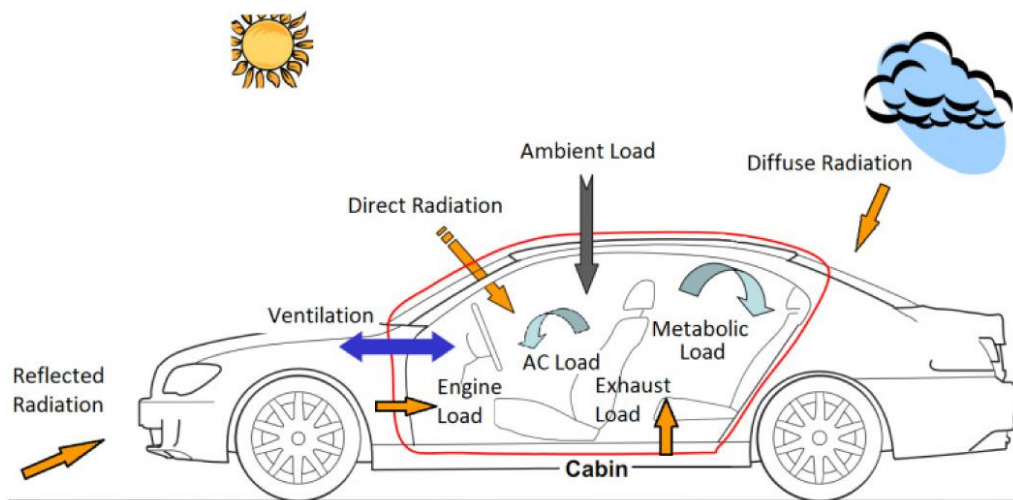 Ambient Load
Diffuse Radiation
Direct Radiation
Ventilation
Metabolic
Load
AC Load
Reflected
Radiation
Engine
Load
Exhaust
Load
Cabin